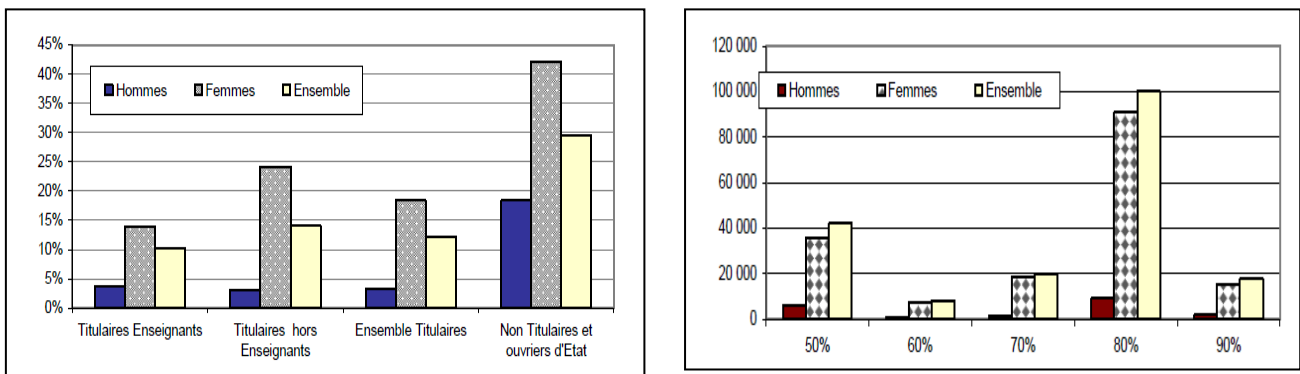 45%
40%
35%
30%
25%
20%
15%
10%
5%
0%
Hommes Femmes Ensemble
Titulaires Enseignants
Titulaires hors
Enseignants
Ensemble Titulaires
Non Titulaires et
ouvriers d'Etat
120 000
100 000
80 000
60 000
40 000
20 000
0
Hommes Femmes Ensemble
50% 60% 70% 80% 90%